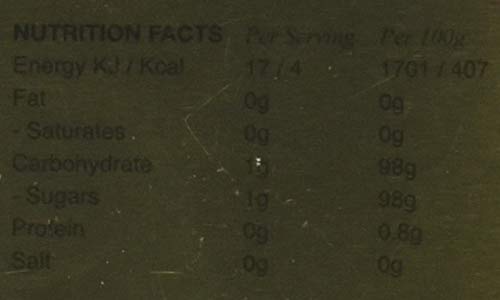 NUTRITION FACTS Per Serving Per 100g
Energy KJ / Kcal 17 / 4 1701 / 407
Fat 0g 0g
- Saturates 0g 0g
Carbohydrate 1g 98g
- Sugars 1g 98g
Protein 0g 0.8g
Salt 0g 0g